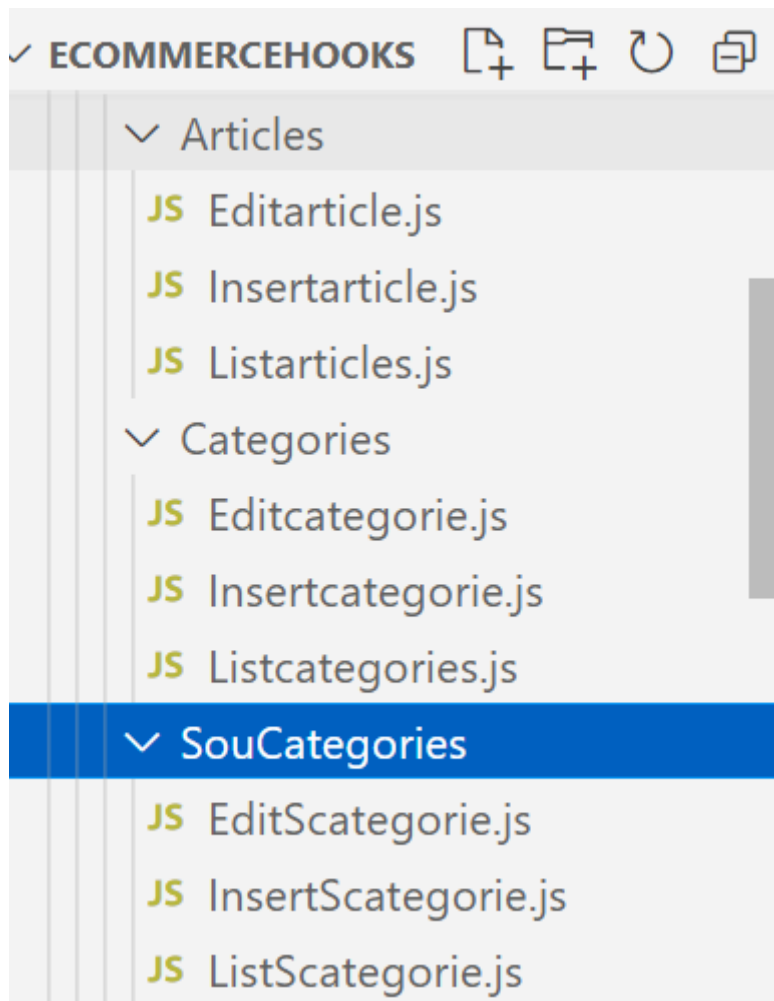 ECOMMERCEHOOKS
Articles
JS Editarticle.js
JS Insertarticle.js
JS Listarticles.js
Categories
JS Editcategorie.js
JS Insertcategorie.js
JS Listcategories.js
SouCategories
JS EditScategorie.js
JS InsertScategorie.js
JS ListScategorie.js